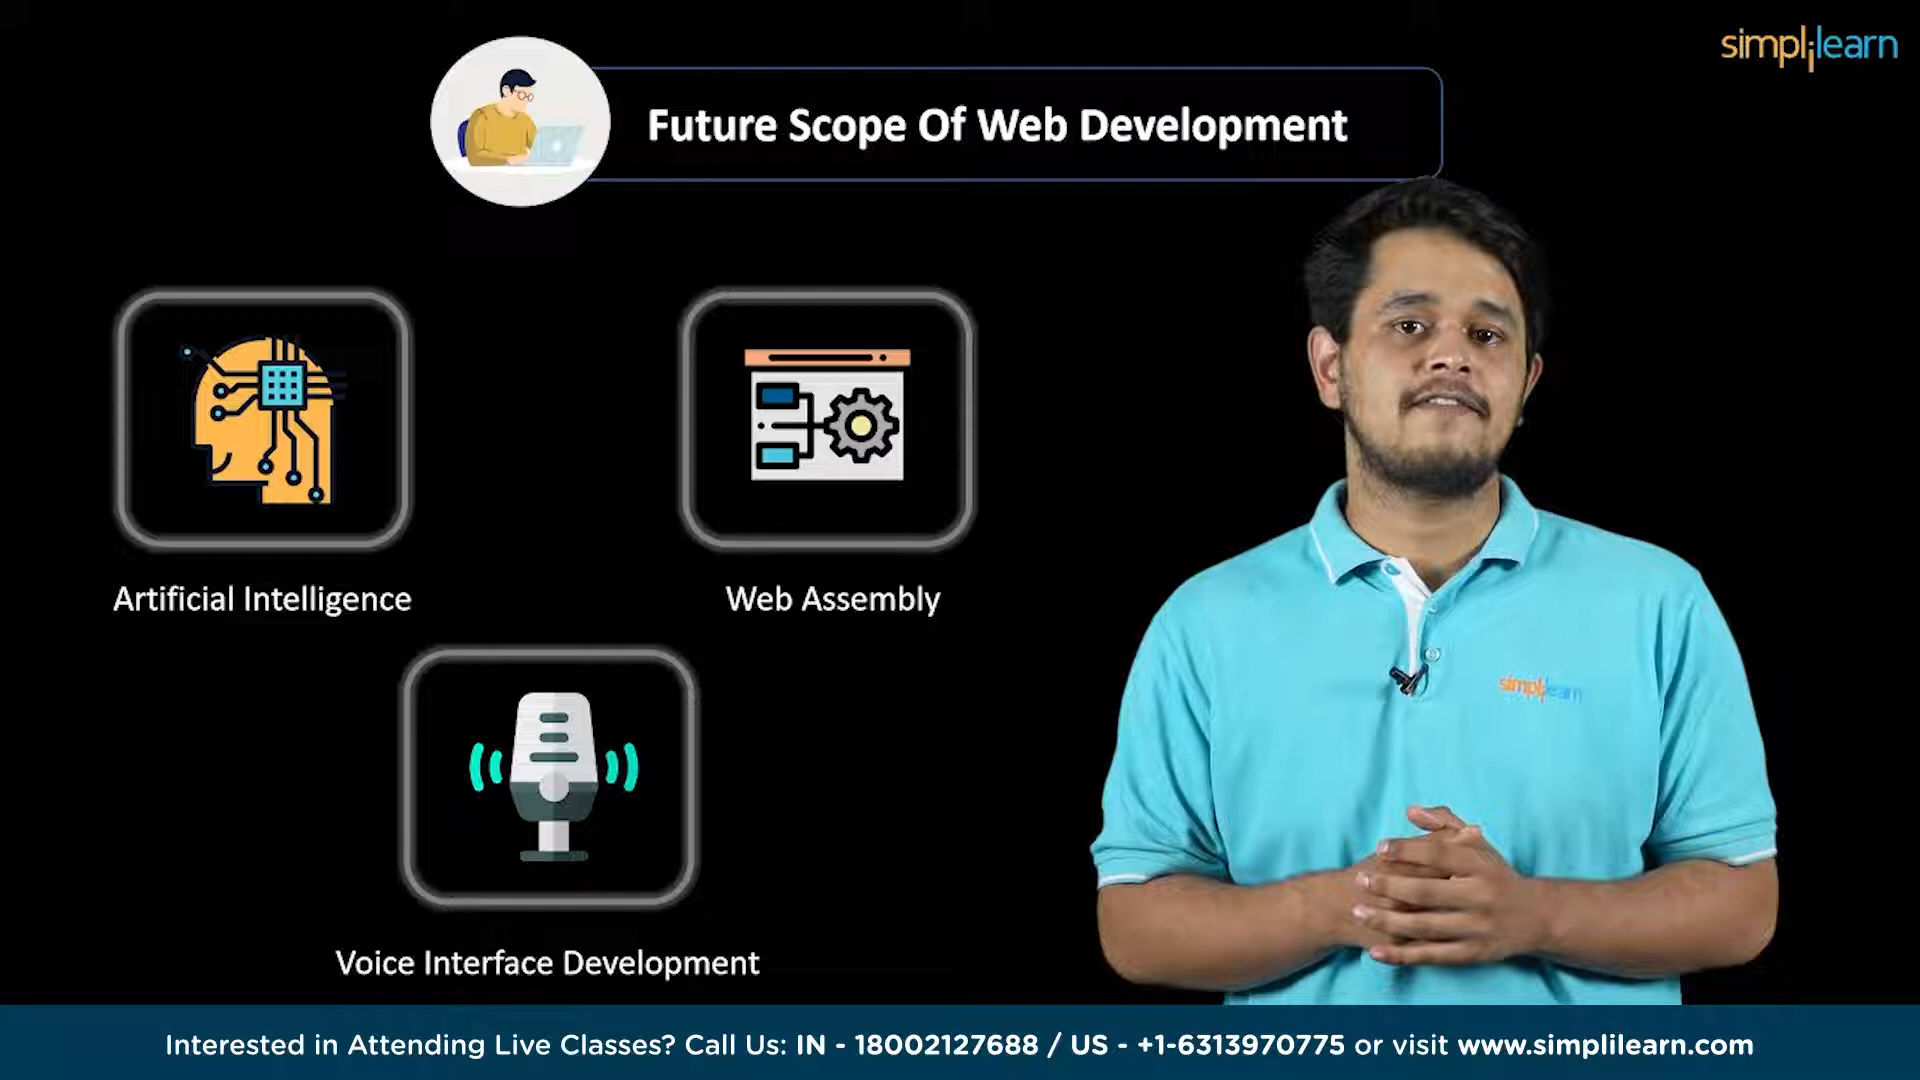 simplilearn
Future Scope Of Web Development
Artificial Intelligence
Web Assembly
simplilearn
Voice Interface Development
Interested in Attending Live Classes? Call Us: IN - 18002127688 / US - +1-6313970775 or visit www.simplilearn.com